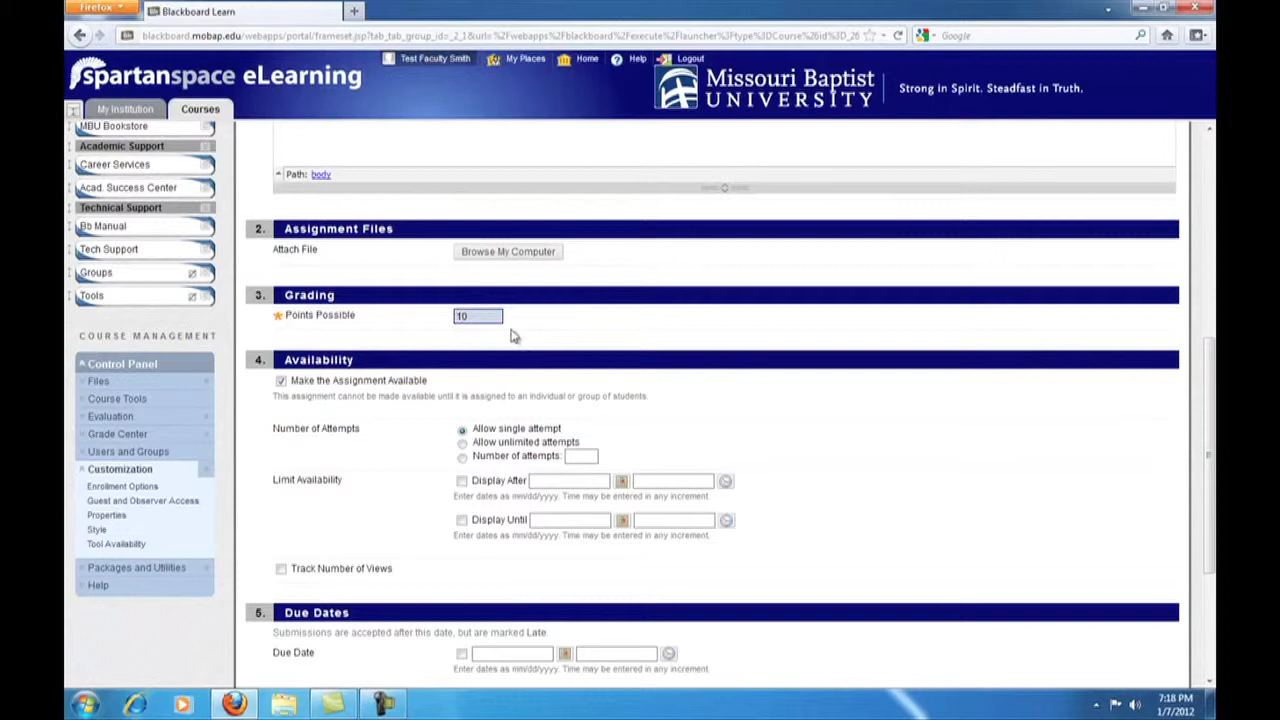 Firefox
Blackboard Learn
blackboard.mobap.edu/webapps/portal/frameset.jsp?tab_tab_group_id=_2_1&url=%2Fwebapps%2Fblackboard%2Fexecute%2Flauncher%3Ftype%3DCourse%26id%3D_26
Google
Test Faculty Smith
My Places
Home
Help
Logout
spartanspace eLearning
Missouri Baptist
UNIVERSITY
Strong in Spirit. Steadfast in Truth.
My Institution
Courses
MBU Bookstore
Academic Support
Career Services
Acad. Success Center
Technical Support
Bb Manual
Tech Support
Groups
Tools
COURSE MANAGEMENT
Control Panel
Files
Course Tools
Evaluation
Grade Center
Users and Groups
Customization
Enrollment Options
Guest and Observer Access
Properties
Style
Tool Availability
Packages and Utilities
Help
Path: body
2. Assignment Files
Attach File
Browse My Computer
3. Grading
Points Possible
10
4. Availability
Make the Assignment Available
This assignment cannot be made available until it is assigned to an individual or group of students.
Number of Attempts
Allow single attempt
Allow unlimited attempts
Number of attempts:
Limit Availability
Display After
Enter dates as mm/dd/yyyy. Time may be entered in any increment.
Display Until
Enter dates as mm/dd/yyyy. Time may be entered in any increment.
Track Number of Views
5. Due Dates
Submissions are accepted after this date, but are marked Late.
Due Date
Enter dates as mm/dd/yyyy. Time may be entered in any increment.
7:18 PM
1/7/2012